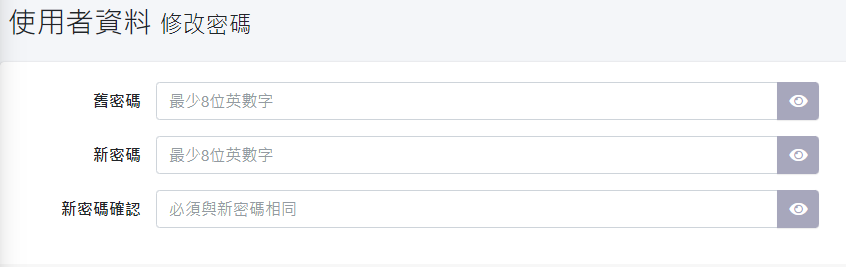 使用者資料 修改密碼
舊密碼 最少8位英數字
新密碼 最少8位英數字
新密碼確認 必須與新密碼相同